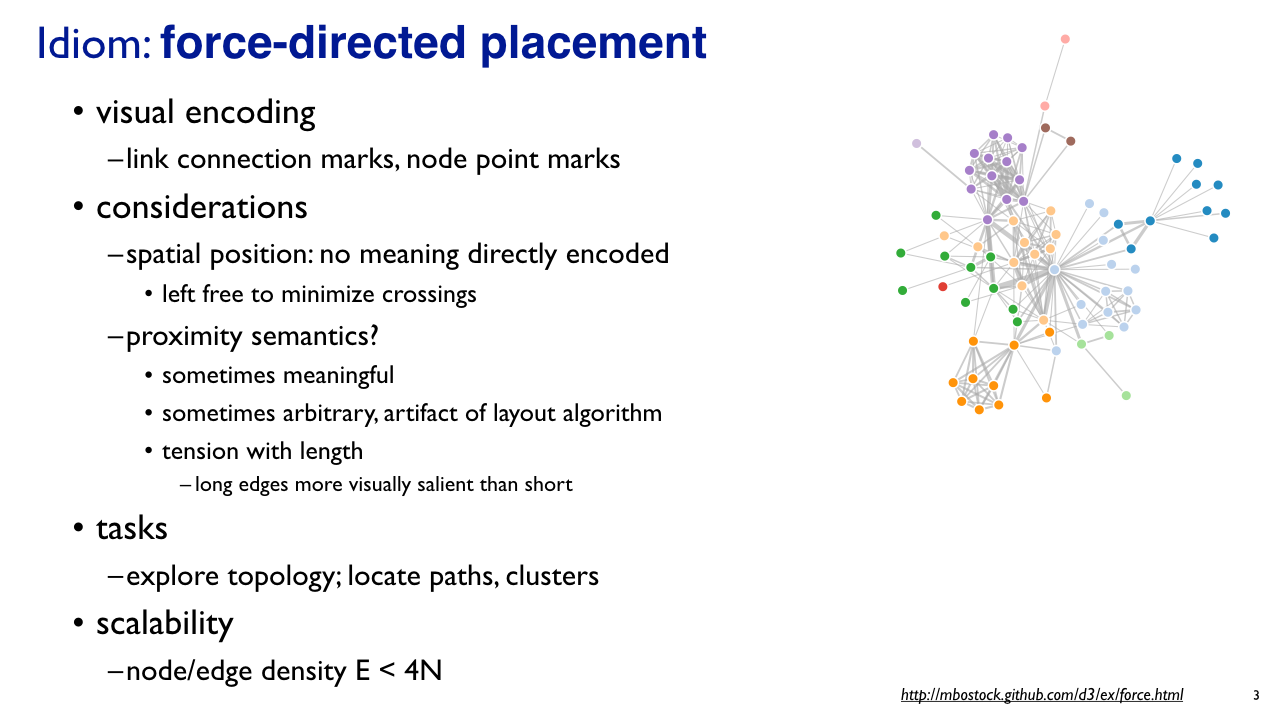 Idiom: force-directed placement
• visual encoding
–link connection marks, node point marks
• considerations
–spatial position: no meaning directly encoded
• left free to minimize crossings
–proximity semantics?
• sometimes meaningful
• sometimes arbitrary, artifact of layout algorithm
• tension with length
– long edges more visually salient than short
• tasks
–explore topology; locate paths, clusters
• scalability
–node/edge density E < 4N
http://mbostock.github.com/d3/ex/force.html
3